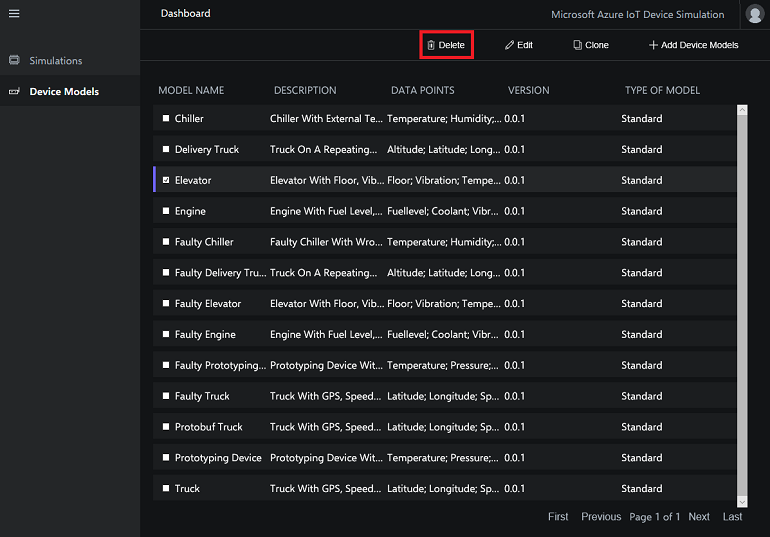 Dashboard
Microsoft Azure IoT Device Simulation
Delete Edit Clone Add Device Models
Simulations
Device Models
MODEL NAME DESCRIPTION DATA POINTS VERSION TYPE OF MODEL
Chiller Chiller With External Te... Temperature; Humidity;... 0.0.1 Standard
Delivery Truck Truck On A Repeating... Altitude; Latitude; Long... 0.0.1 Standard
Elevator Elevator With Floor, Vib... Floor; Vibration; Tempe... 0.0.1 Standard
Engine Engine With Fuel Level,... Fuellevel; Coolant; Vibr... 0.0.1 Standard
Faulty Chiller Faulty Chiller With Wro... Temperature; Humidity;... 0.0.1 Standard
Faulty Delivery Tru... Truck On A Repeating... Altitude; Latitude; Long... 0.0.1 Standard
Faulty Elevator Elevator With Floor, Vib... Floor; Vibration; Tempe... 0.0.1 Standard
Faulty Engine Engine With Fuel Level,... Fuellevel; Coolant; Vibr... 0.0.1 Standard
Faulty Prototyping... Prototyping Device Wit... Temperature; Pressure;... 0.0.1 Standard
Faulty Truck Truck With GPS, Speed... Latitude; Longitude; Sp... 0.0.1 Standard
Protobuf Truck Truck With GPS, Speed... Latitude; Longitude; Sp... 0.0.1 Standard
Prototyping Device Prototyping Device Wit... Temperature; Pressure;... 0.0.1 Standard
Truck Truck With GPS, Speed... Latitude; Longitude; Sp... 0.0.1 Standard
First Previous Page 1 of 1 Next Last